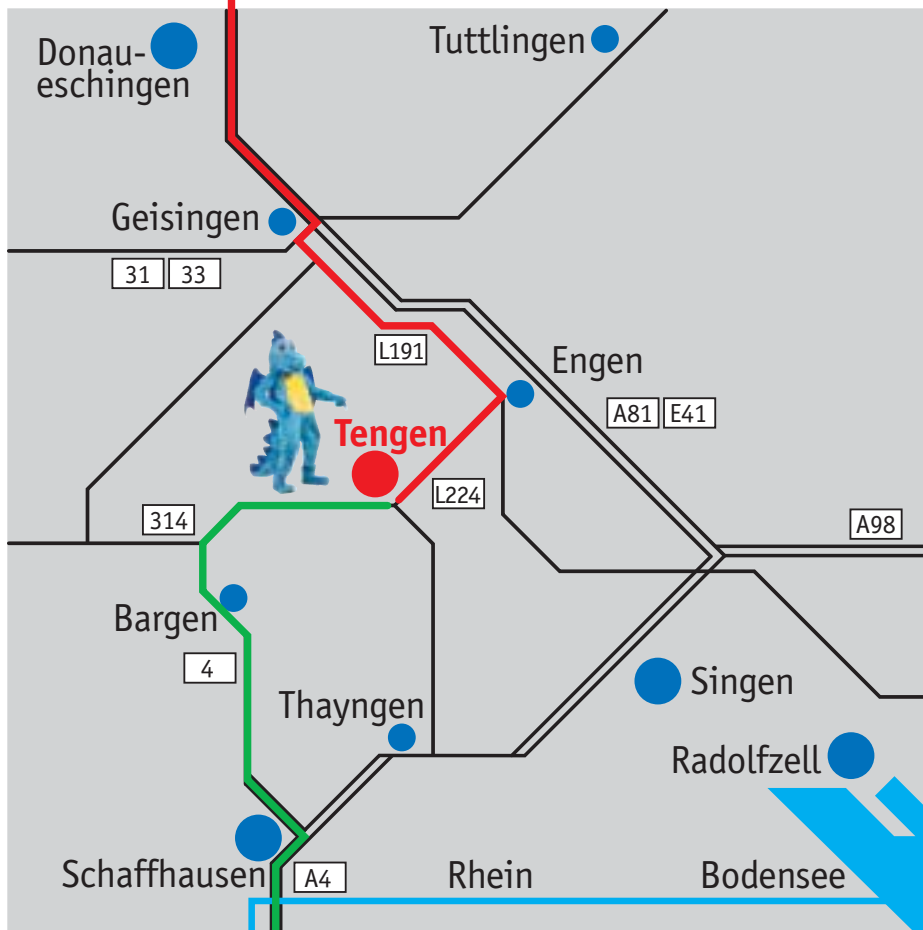 Donau-
eschingen
Tuttlingen
Geisingen
31 33
L191
Engen
A81 E41
Tengen
L224
314
A98
Bargen
4
Thayngen
Singen
Radolfzell
Schaffhausen
A4
Rhein
Bodensee